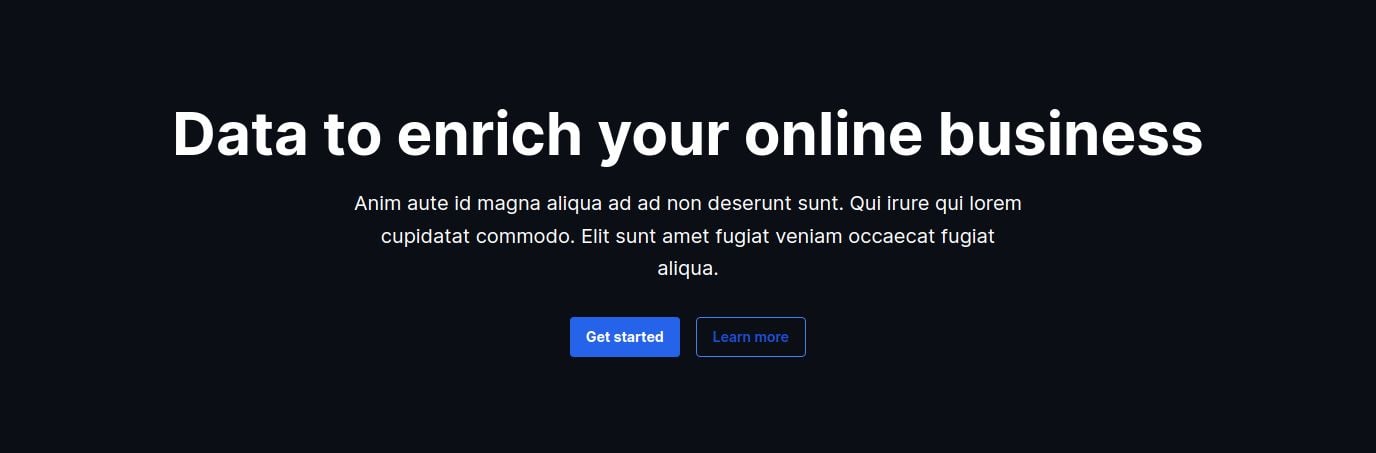 Data to enrich your online business
Anim aute id magna aliqua ad ad non deserunt sunt. Qui irure qui lorem
cupidatat commodo. Elit sunt amet fugiat veniam occaecat fugiat
aliqua.
Get started
Learn more